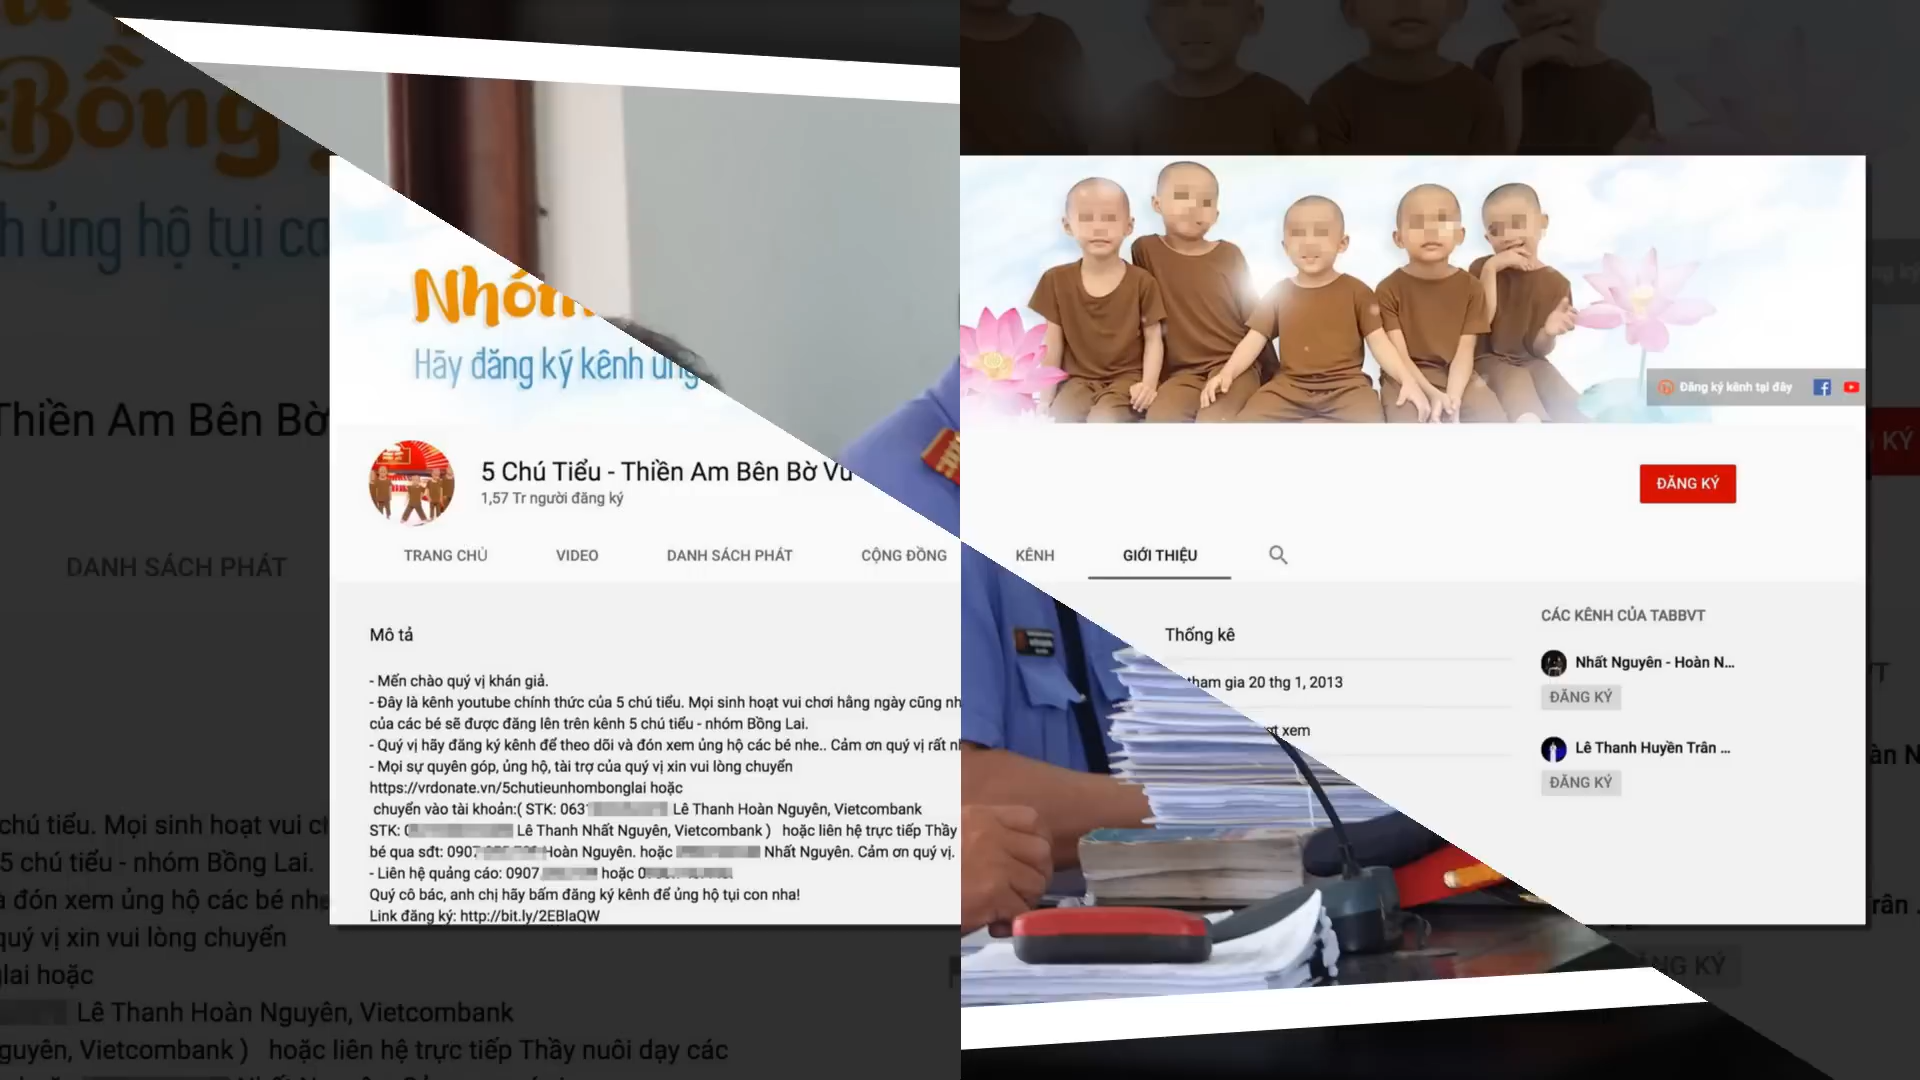 Bồng
h ủng hộ tụi co
Thiền Am Bên Bờ
DANH SÁCH PHÁT
chú tiểu. Mọi sinh hoạt vui
5 chú tiểu - nhóm Bồng Lai.
à đón xem ủng hộ các bé nhe
quý vị xin vui lòng chuyển
lai hoặc
Lê Thanh Hoàn Nguyên, Vietcombank
guyên, Vietcombank ) hoặc liên hệ trực tiếp Thầy nuôi dạy các
Nhóm
Hãy đăng ký kênh ủng
Đăng ký kênh tại đây
5 Chú Tiểu - Thiền Am Bên Bờ Vũ
1,57 Tr người đăng ký
ĐĂNG KÝ
TRANG CHỦ VIDEO DANH SÁCH PHÁT CỘNG ĐỒNG KÊNH GIỚI THIỆU
Mô tả
- Mến chào quý vị khán giả.
- Đây là kênh youtube chính thức của 5 chú tiểu. Mọi sinh hoạt vui chơi hằng ngày cũng nh
của các bé sẽ được đăng lên trên kênh 5 chú tiểu - nhóm Bồng Lai.
- Quý vị hãy đăng ký kênh để theo dõi và đón xem ủng hộ các bé nhe.. Cảm ơn quý vị rất n
- Mọi sự quyên góp, ủng hộ, tài trợ của quý vị xin vui lòng chuyển
https://vrdonate.vn/5chutieunhombonglai hoặc
chuyển vào tài khoản:( STK: 063 Lê Thanh Hoàn Nguyên, Vietcombank
STK: Lê Thanh Nhất Nguyên, Vietcombank ) hoặc liên hệ trực tiếp Thầy
bé qua sđt: 0907 Hoàn Nguyên. hoặc Nhất Nguyên. Cảm ơn quý vị.
- Liên hệ quảng cáo: 0907 hoặc 0
Quý cô bác, anh chị hãy bấm đăng ký kênh để ủng hộ tụi con nha!
Link đăng ký: http://bit.ly/2EBlaQW
Thống kê
tham gia 20 thg 1, 2013
xem
CÁC KÊNH CỦA TABBVT
Nhất Nguyên - Hoàn N...
ĐĂNG KÝ
Lê Thanh Huyền Trân ...
ĐĂNG KÝ
KÝ
ÀN N
rân
NG KÝ